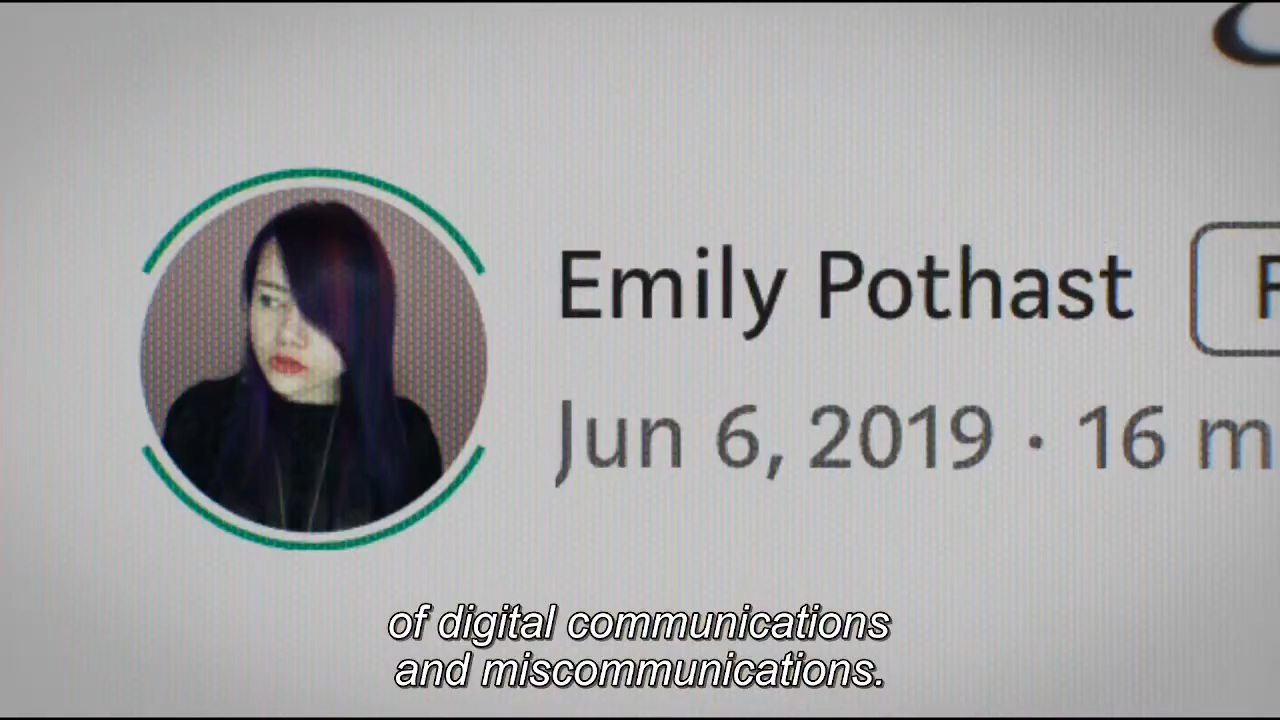 Emily Pothast
Jun 6, 2019 · 16 m
of digital communications
and miscommunications.